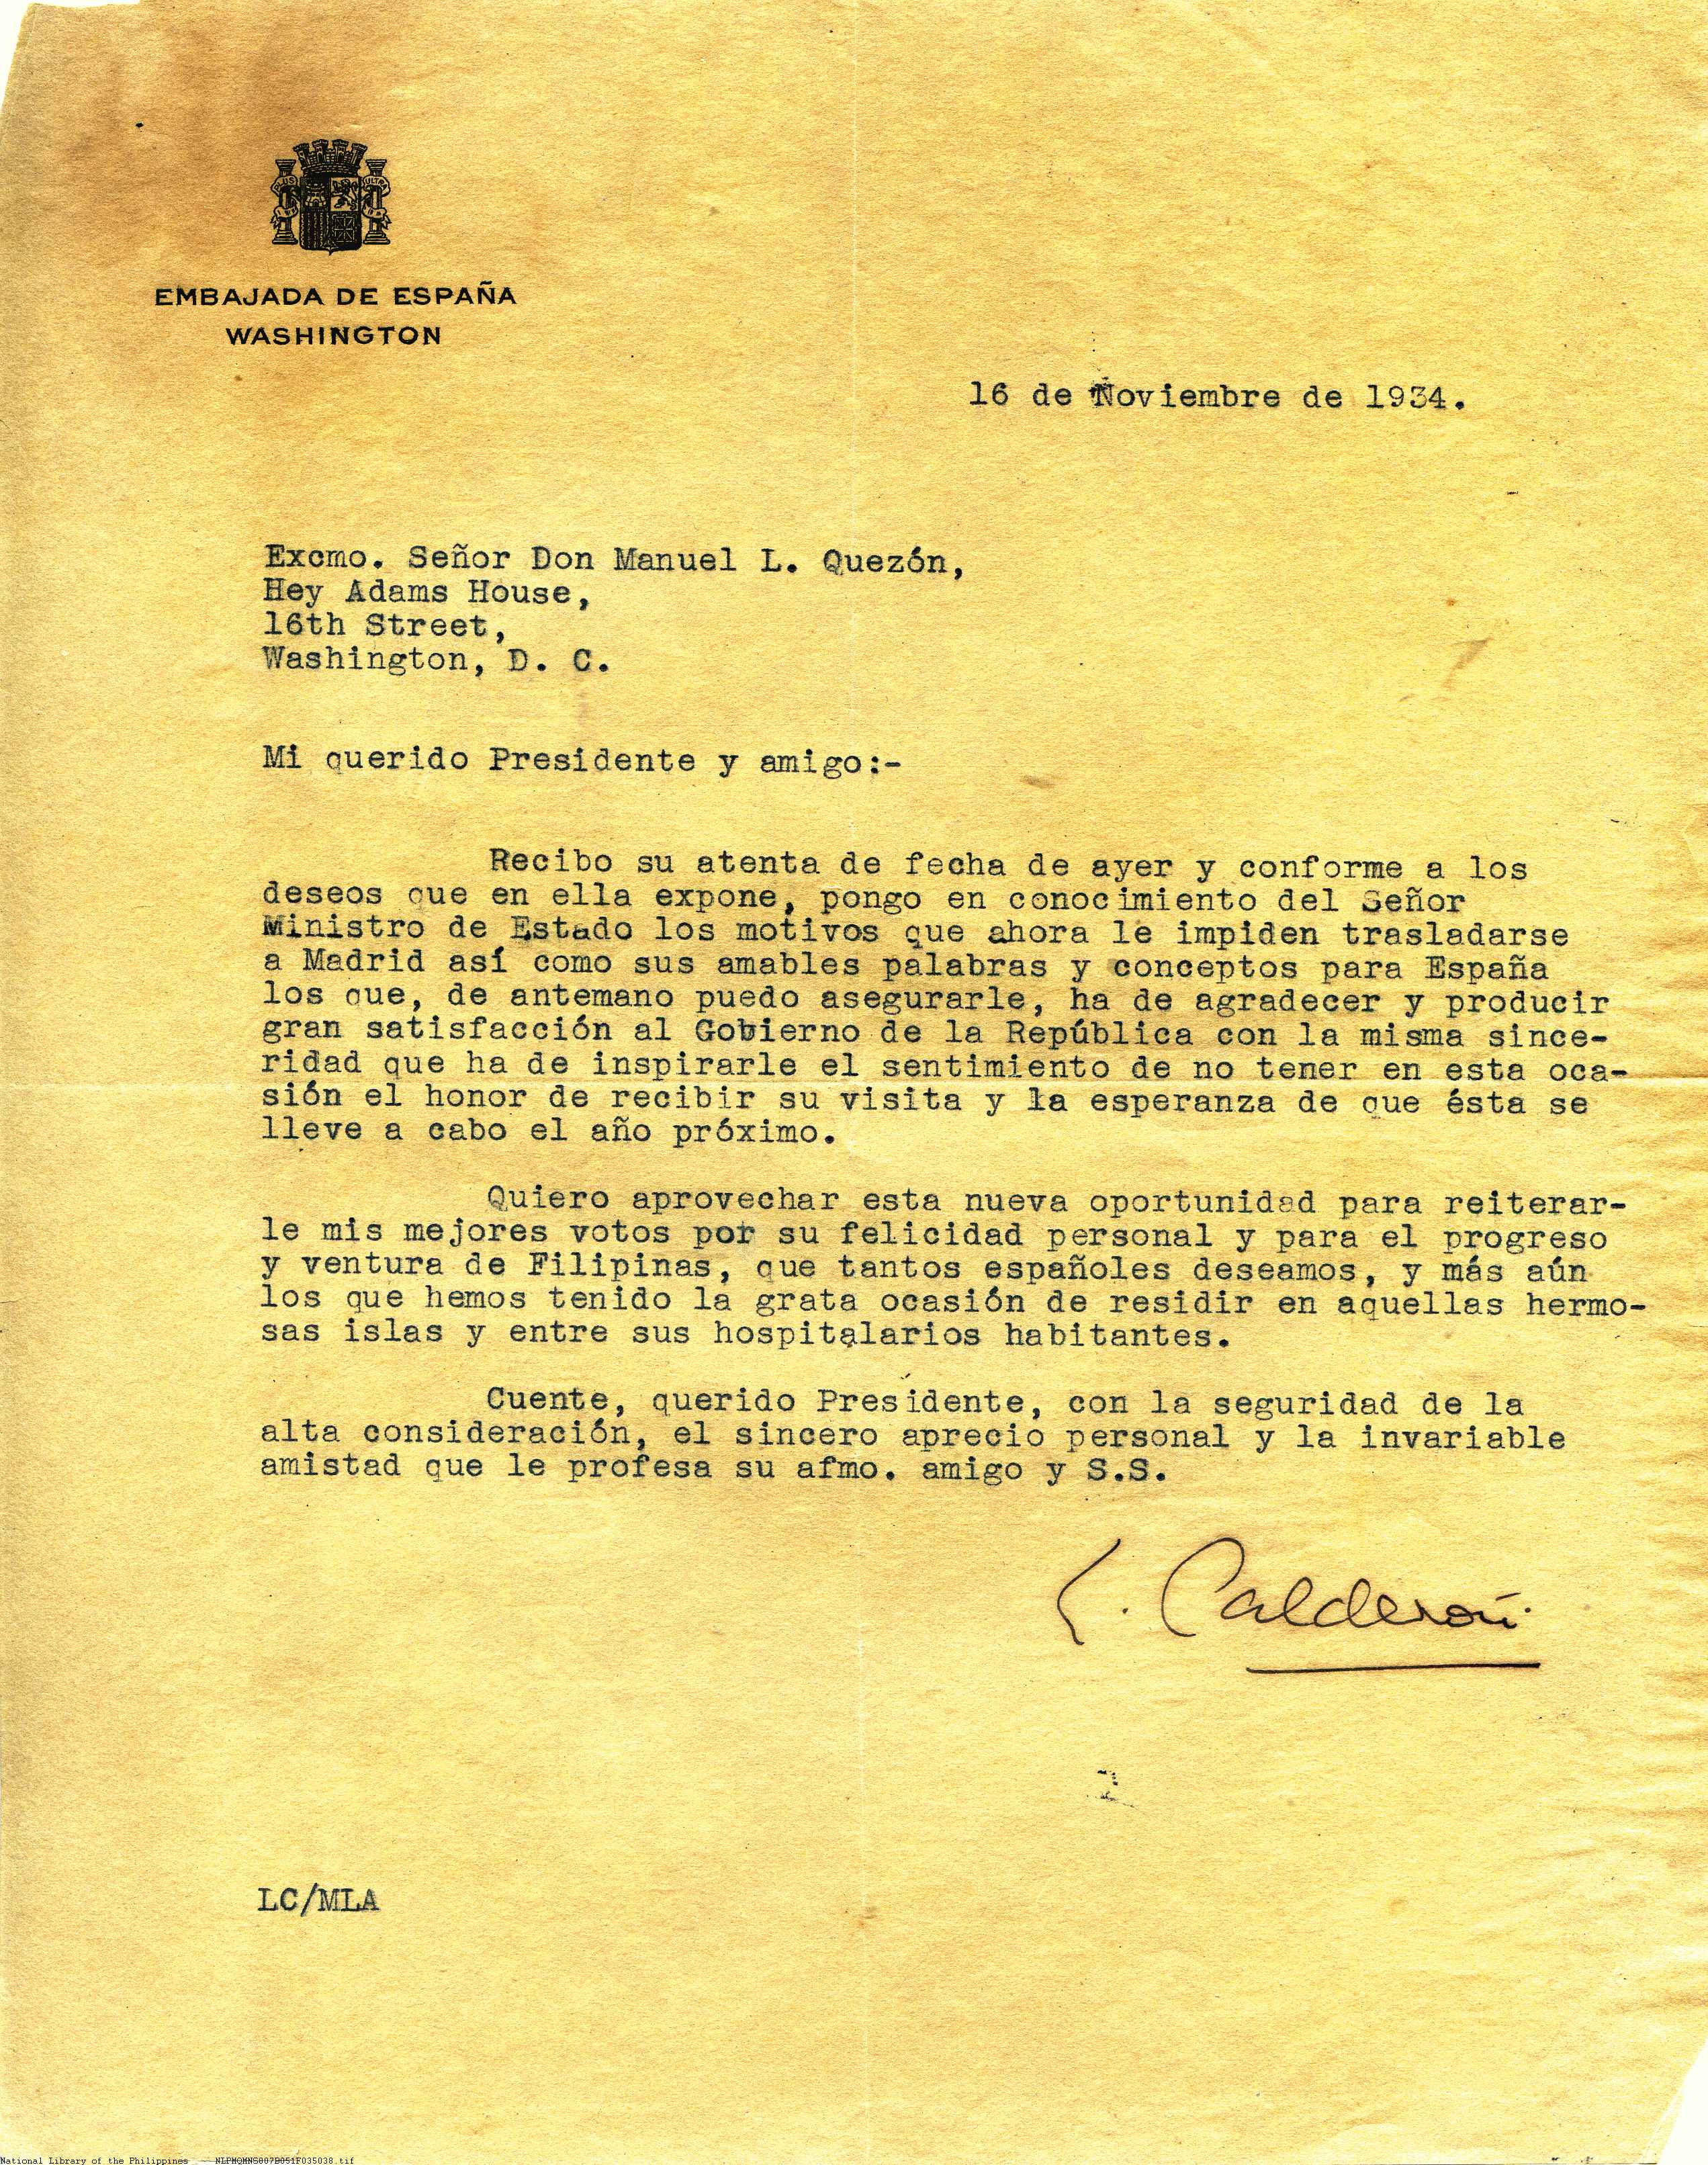 PLUS ULTRA
EMBAJADA DE ESPAÑA
WASHINGTON
16 de Noviembre de 1934.
Excmo. Señor Don Manuel L. Quezón,
Hey Adams House,
16th Street,
Washington, D. C.
Mi querido Presidente y amigo:-
Recibo su atenta de fecha de ayer y conforme a los
deseos que en ella expone, pongo en conocimiento del Señor
Ministro de Estado los motivos que ahora le impiden trasladarse
a Madrid así como sus amables palabras y conceptos para España
los que, de antemano puedo asegurarle, ha de agradecer y producir
gran satisfacción al Gobierno de la República con la misma since-
ridad que ha de inspirarle el sentimiento de no tener en esta oca-
sión el honor de recibir su visita y la esperanza de que ésta se
lleve a cabo el año próximo.
Quiero aprovechar esta nueva oportunidad para reiterar-
le mis mejores votos por su felicidad personal y para el progreso
y ventura de Filipinas, que tantos españoles deseamos, y más aún
los que hemos tenido la grata ocasión de residir en aquellas hermo-
sas islas y entre sus hospitalarios habitantes.
Cuente, querido Presidente, con la seguridad de la
alta consideración, el sincero aprecio personal y la invariable
amistad que le profesa su afmo. amigo y S.S.
L. Calderón
LC/MLA
National Library of the Philippines — NLPMQMNS007B051F035038.tif